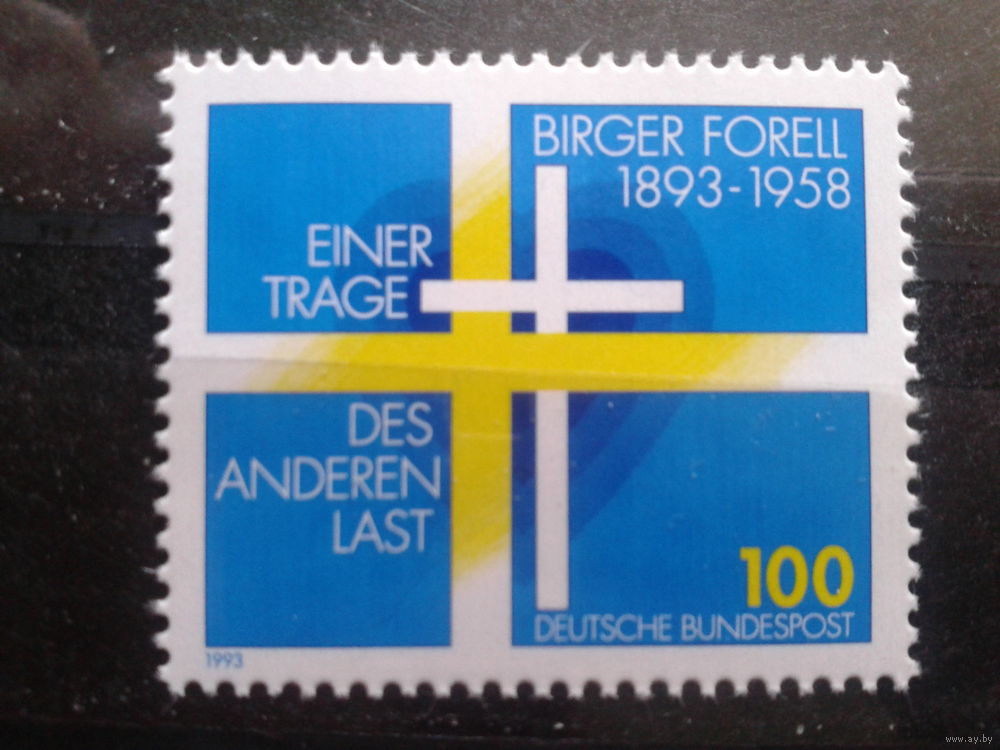 BIRGER FORELL
1893-1958
EINER
TRAGE
DES
ANDEREN
LAST
100
DEUTSCHE BUNDESPOST
1993
www.ay.by